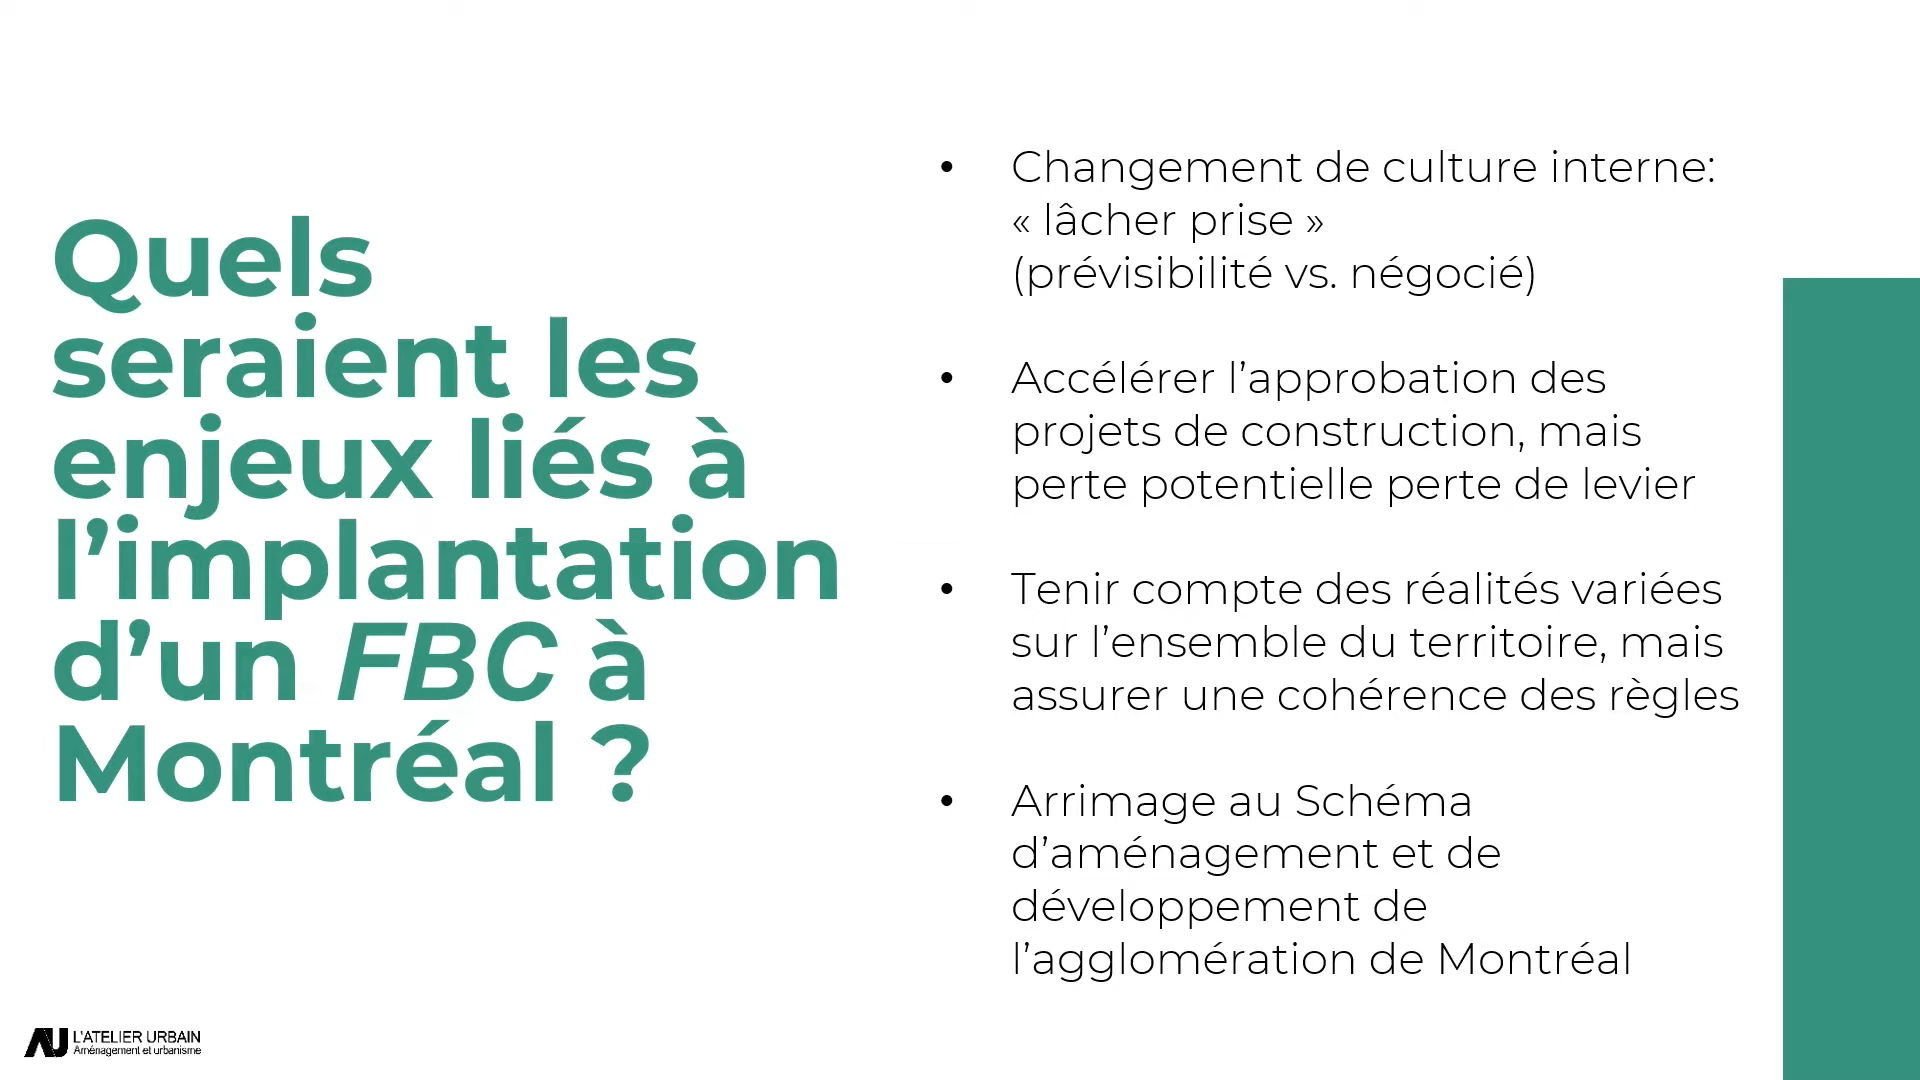 Quels
seraient les
enjeux liés à
l’implantation
d’un FBC à
Montréal ?
• Changement de culture interne:
« lâcher prise »
(prévisibilité vs. négocié)
• Accélérer l’approbation des
projets de construction, mais
perte potentielle perte de levier
• Tenir compte des réalités variées
sur l’ensemble du territoire, mais
assurer une cohérence des règles
• Arrimage au Schéma
d’aménagement et de
développement de
l’agglomération de Montréal
AU L'ATELIER URBAIN
Aménagement et urbanisme